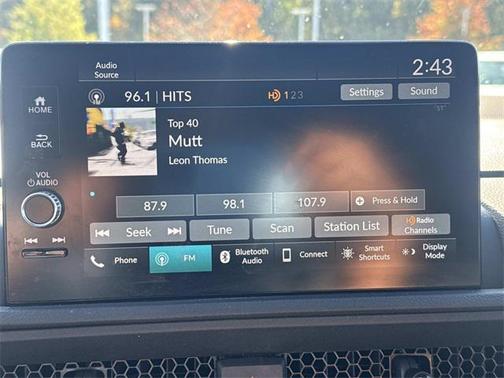 Audio Source
2:43
96.1 | HITS
HD 1 2 3
Settings
Sound
HOME
BACK
VOL
AUDIO
Top 40
Mutt
Leon Thomas
87.9
98.1
107.9
Press & Hold
Seek
Tune
Scan
Station List
HD Radio
Channels
Phone
FM
Bluetooth
Audio
Connect
Smart
Shortcuts
Display
Mode